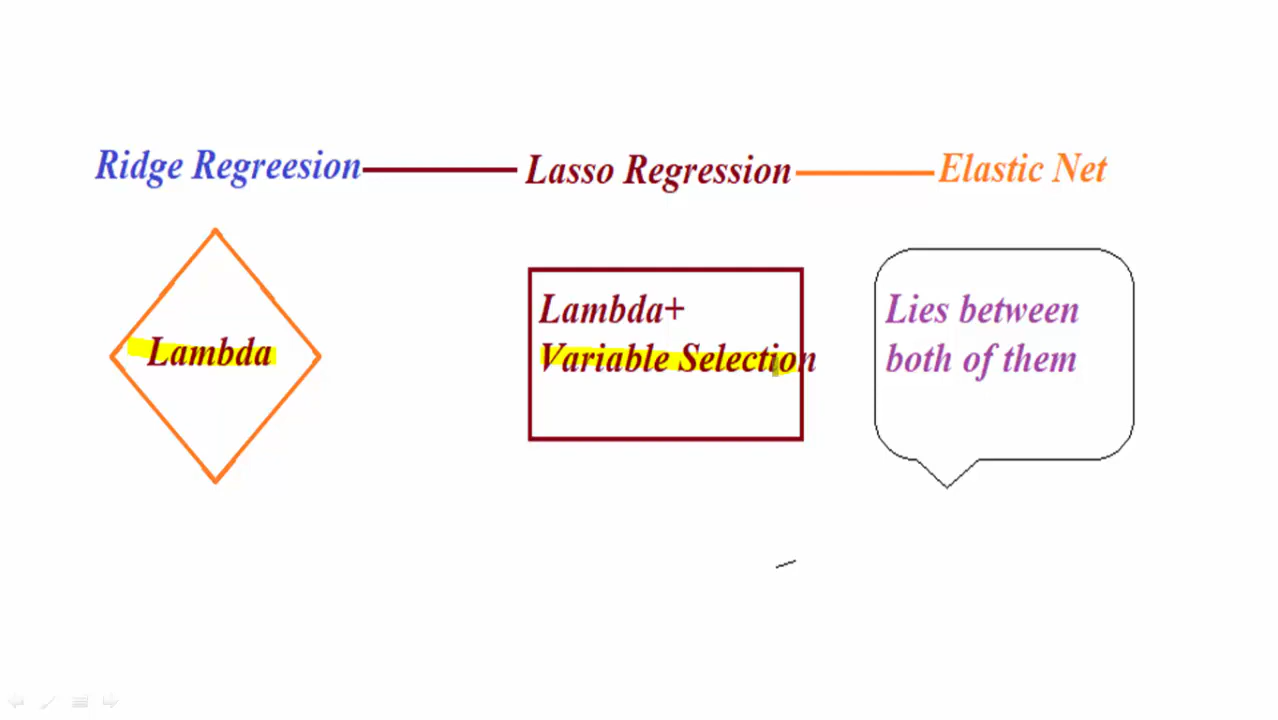 Ridge Regreesion
Lasso Regression
Elastic Net
Lambda
Lambda+
Variable Selection
Lies between
both of them